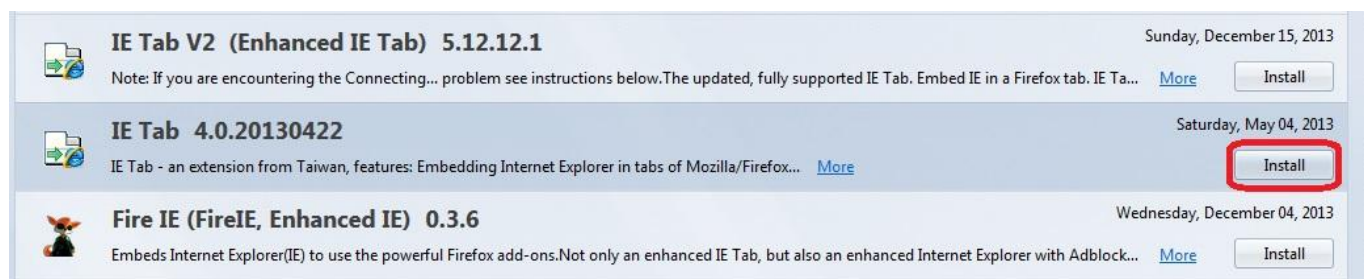 IE Tab V2 (Enhanced IE Tab) 5.12.12.1 Sunday, December 15, 2013
Note: If you are encountering the Connecting... problem see instructions below.The updated, fully supported IE Tab. Embed IE in a Firefox tab. IE Ta... More Install
IE Tab 4.0.20130422 Saturday, May 04, 2013
IE Tab - an extension from Taiwan, features: Embedding Internet Explorer in tabs of Mozilla/Firefox... More Install
Fire IE (FireIE, Enhanced IE) 0.3.6 Wednesday, December 04, 2013
Embeds Internet Explorer(IE) to use the powerful Firefox add-ons.Not only an enhanced IE Tab, but also an enhanced Internet Explorer with Adblock... More Install